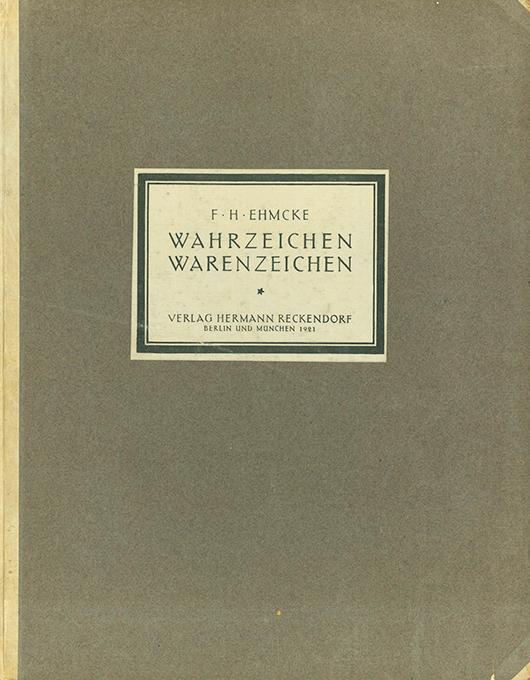 F·H·EHMCKE
WAHRZEICHEN
WARENZEICHEN
VERLAG HERMANN RECKENDORF
BERLIN UND MÜNCHEN 1921